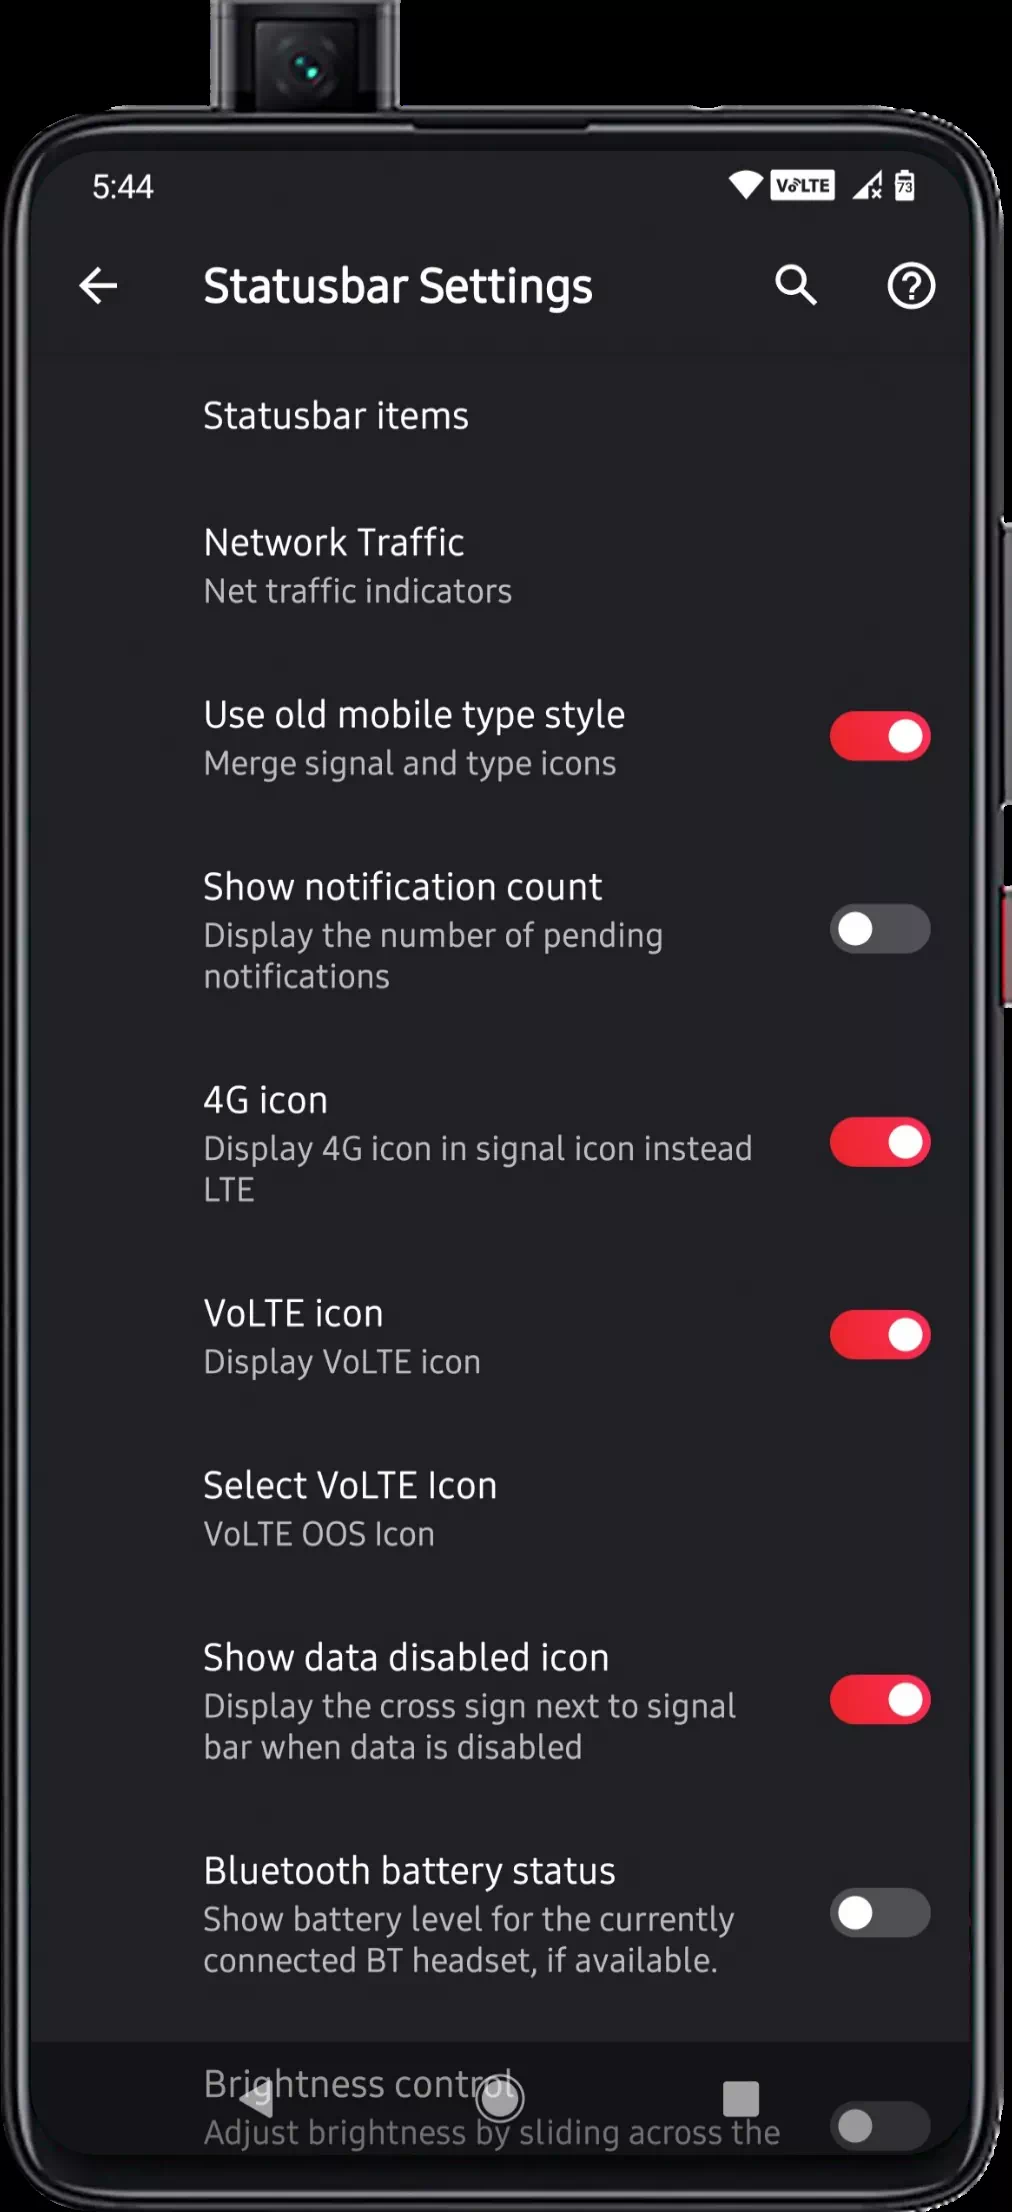 5:44 VoLTE 73
Statusbar Settings
Statusbar items
Network Traffic
Net traffic indicators
Use old mobile type style
Merge signal and type icons
Show notification count
Display the number of pending
notifications
4G icon
Display 4G icon in signal icon instead
LTE
VoLTE icon
Display VoLTE icon
Select VoLTE Icon
VoLTE OOS Icon
Show data disabled icon
Display the cross sign next to signal
bar when data is disabled
Bluetooth battery status
Show battery level for the currently
connected BT headset, if available.
Brightness control
Adjust brightness by sliding across the